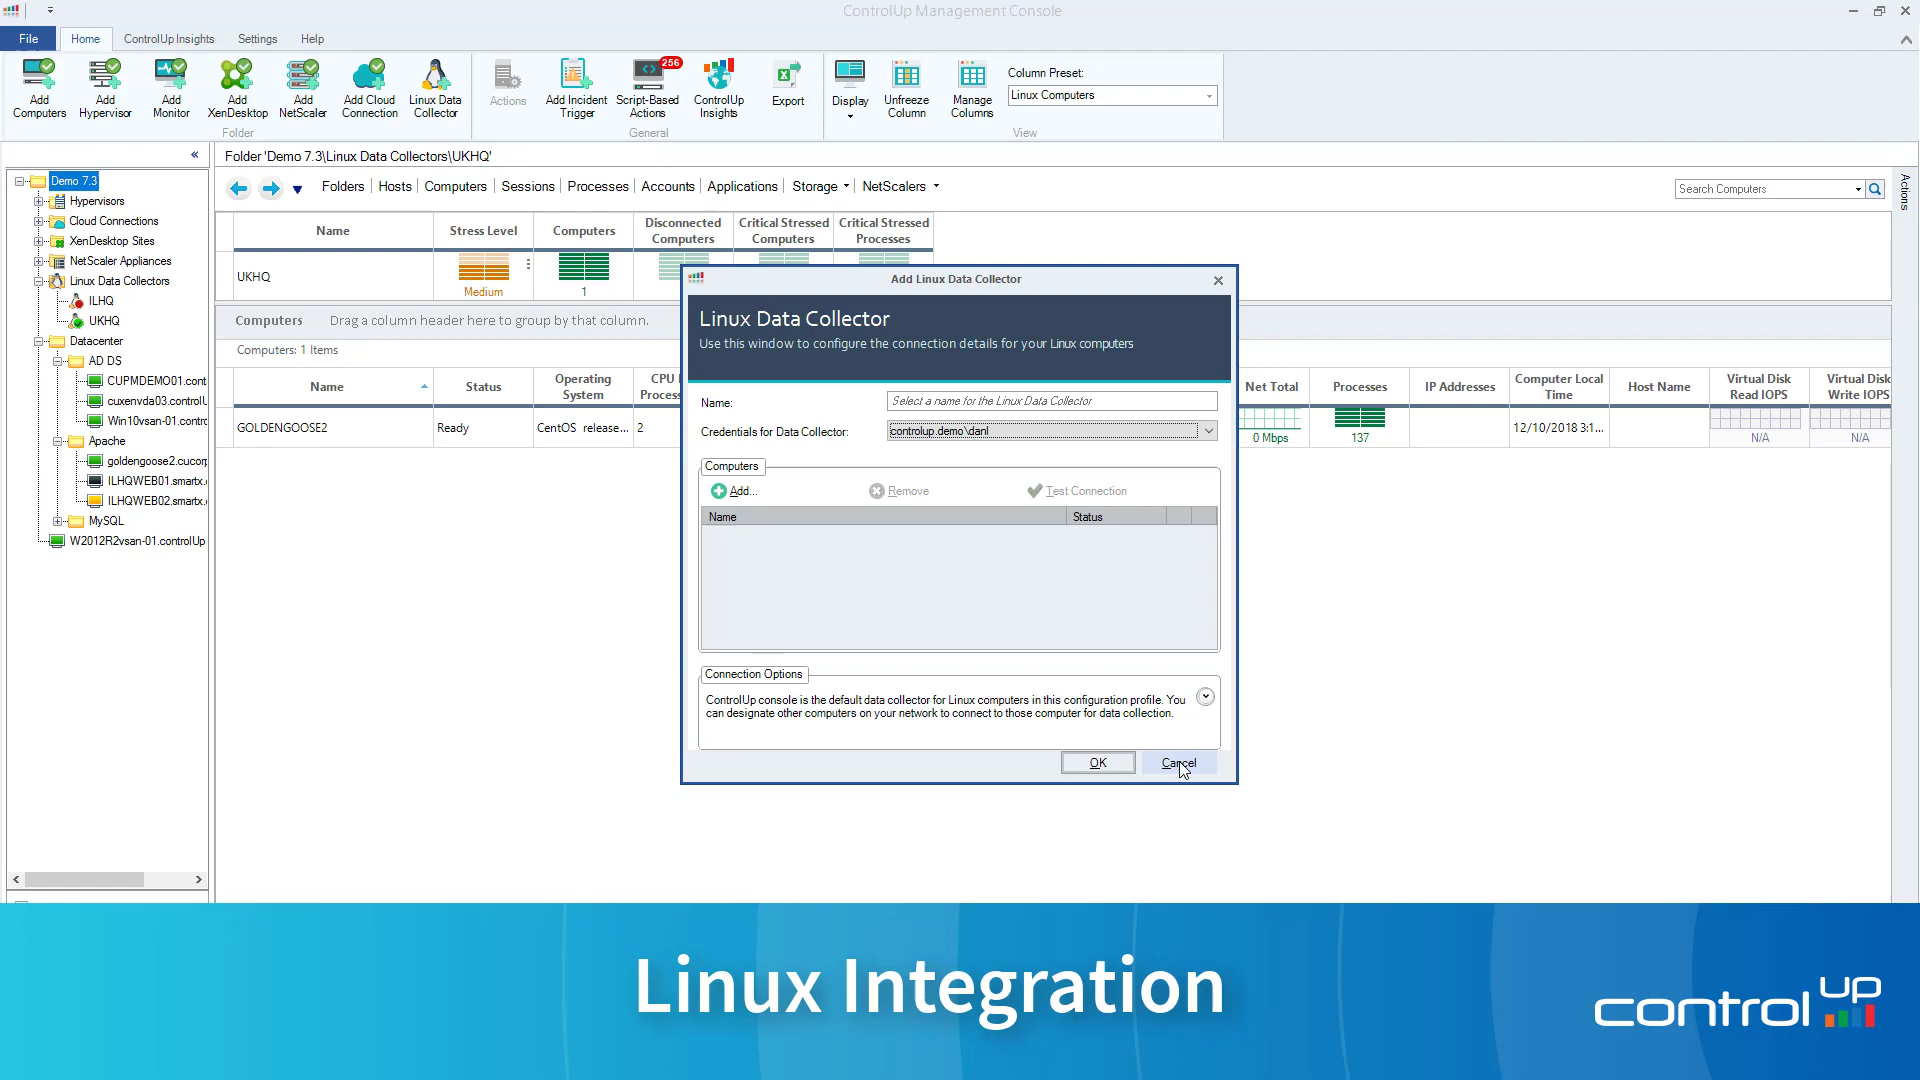 ControlUp Management Console
File Home ControlUp Insights Settings Help
Add Computers
Add Hypervisor
Add Monitor
Add XenDesktop
Add NetScaler
Add Cloud Connection
Linux Data Collector
Folder
Actions
Add Incident Trigger
256
Script-Based Actions
ControlUp Insights
Export
General
Display
Unfreeze Column
Manage Columns
Column Preset:
Linux Computers
View
«
Folder 'Demo 7.3\Linux Data Collectors\UKHQ'
Folders Hosts Computers Sessions Processes Accounts Applications Storage NetScalers
Search Computers
Actions
Demo 7.3
Hypervisors
Cloud Connections
XenDesktop Sites
NetScaler Appliances
Linux Data Collectors
ILHQ
UKHQ
Datacenter
AD DS
CUPMDEMO01.cont
cuxenvda03.controlU
Win10vsan-01.contro
Apache
goldengoose2.cucorp
ILHQWEB01.smartx.
ILHQWEB02.smartx.
MySQL
W2012R2vsan-01.controlUp
Name Stress Level Computers Disconnected Computers Critical Stressed Computers Critical Stressed Processes
UKHQ Medium 1
Computers Drag a column header here to group by that column.
Computers: 1 Items
Name Status Operating System CPU Proces Net Total Processes IP Addresses Computer Local Time Host Name Virtual Disk Read IOPS Virtual Disk Write IOPS
GOLDENGOOSE2 Ready CentOS release... 2 0 Mbps 137 12/10/2018 3:1... N/A N/A
Add Linux Data Collector
Linux Data Collector
Use this window to configure the connection details for your Linux computers
Name: Select a name for the Linux Data Collector
Credentials for Data Collector: controlup.demo\danl
Computers
Add... Remove Test Connection
Name Status
Connection Options
ControlUp console is the default data collector for Linux computers in this configuration profile. You
can designate other computers on your network to connect to those computer for data collection.
OK Cancel
Linux Integration
control up